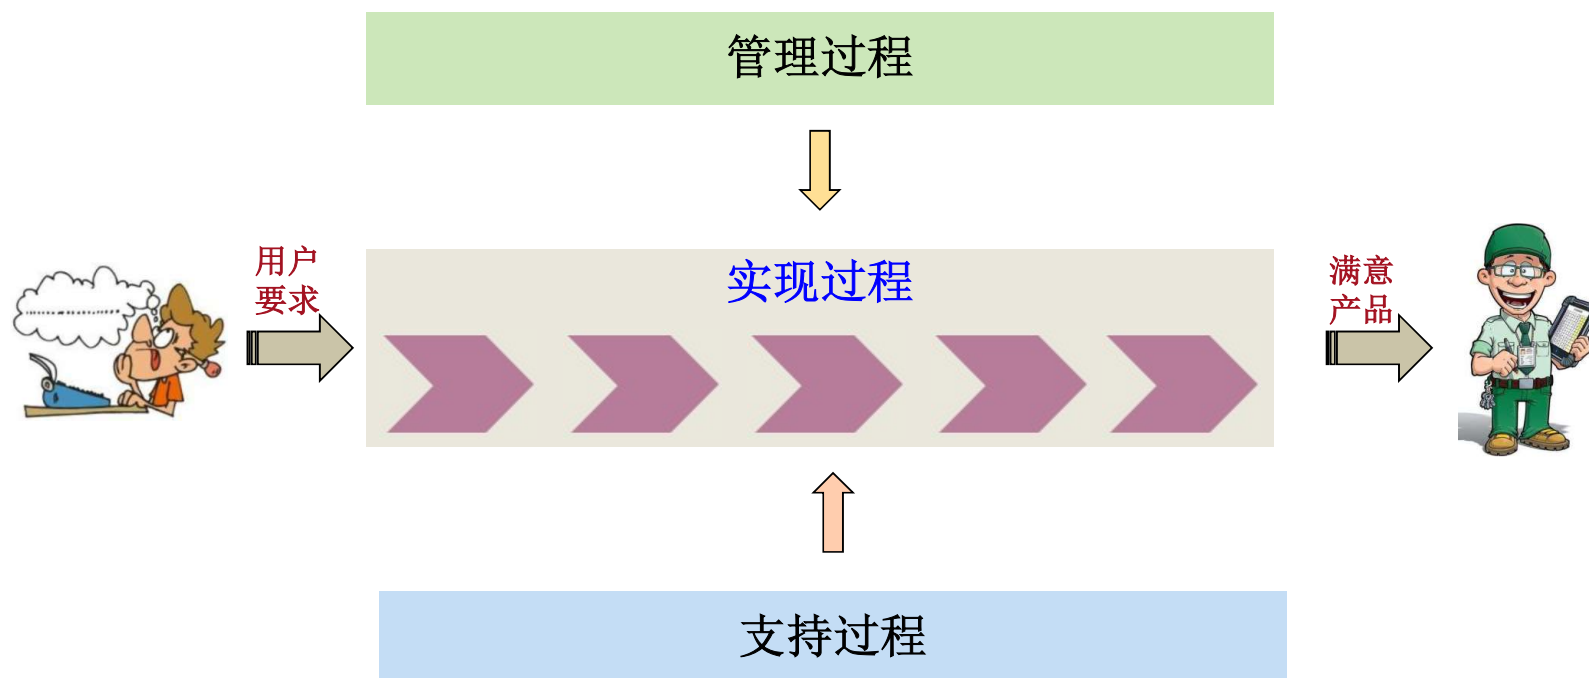 管理过程
用户
要求
实现过程
满意
产品
支持过程